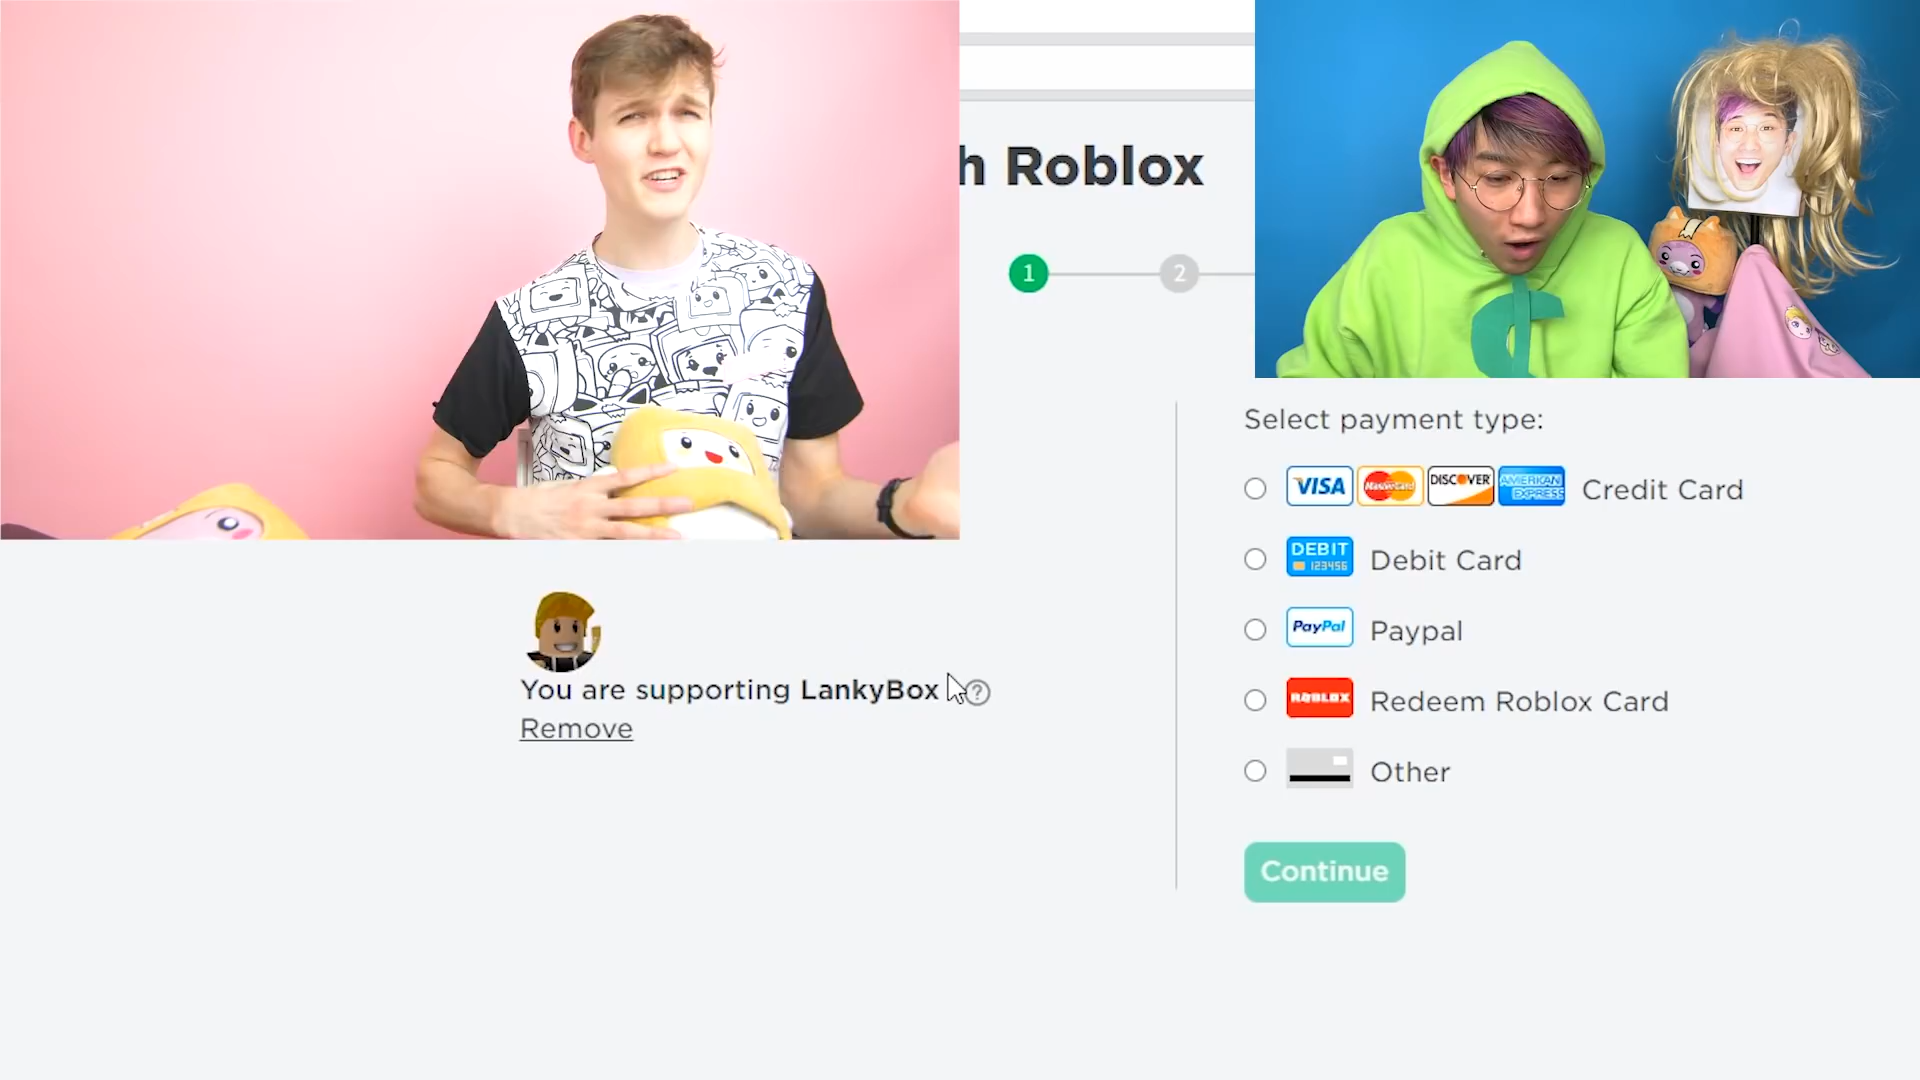 h Roblox
1
2
Select payment type:
VISA MasterCard DISCOVER AMERICAN EXPRESS Credit Card
DEBIT 123456 Debit Card
PayPal Paypal
ROBLOX Redeem Roblox Card
Other
You are supporting LankyBox ?
Remove
Continue